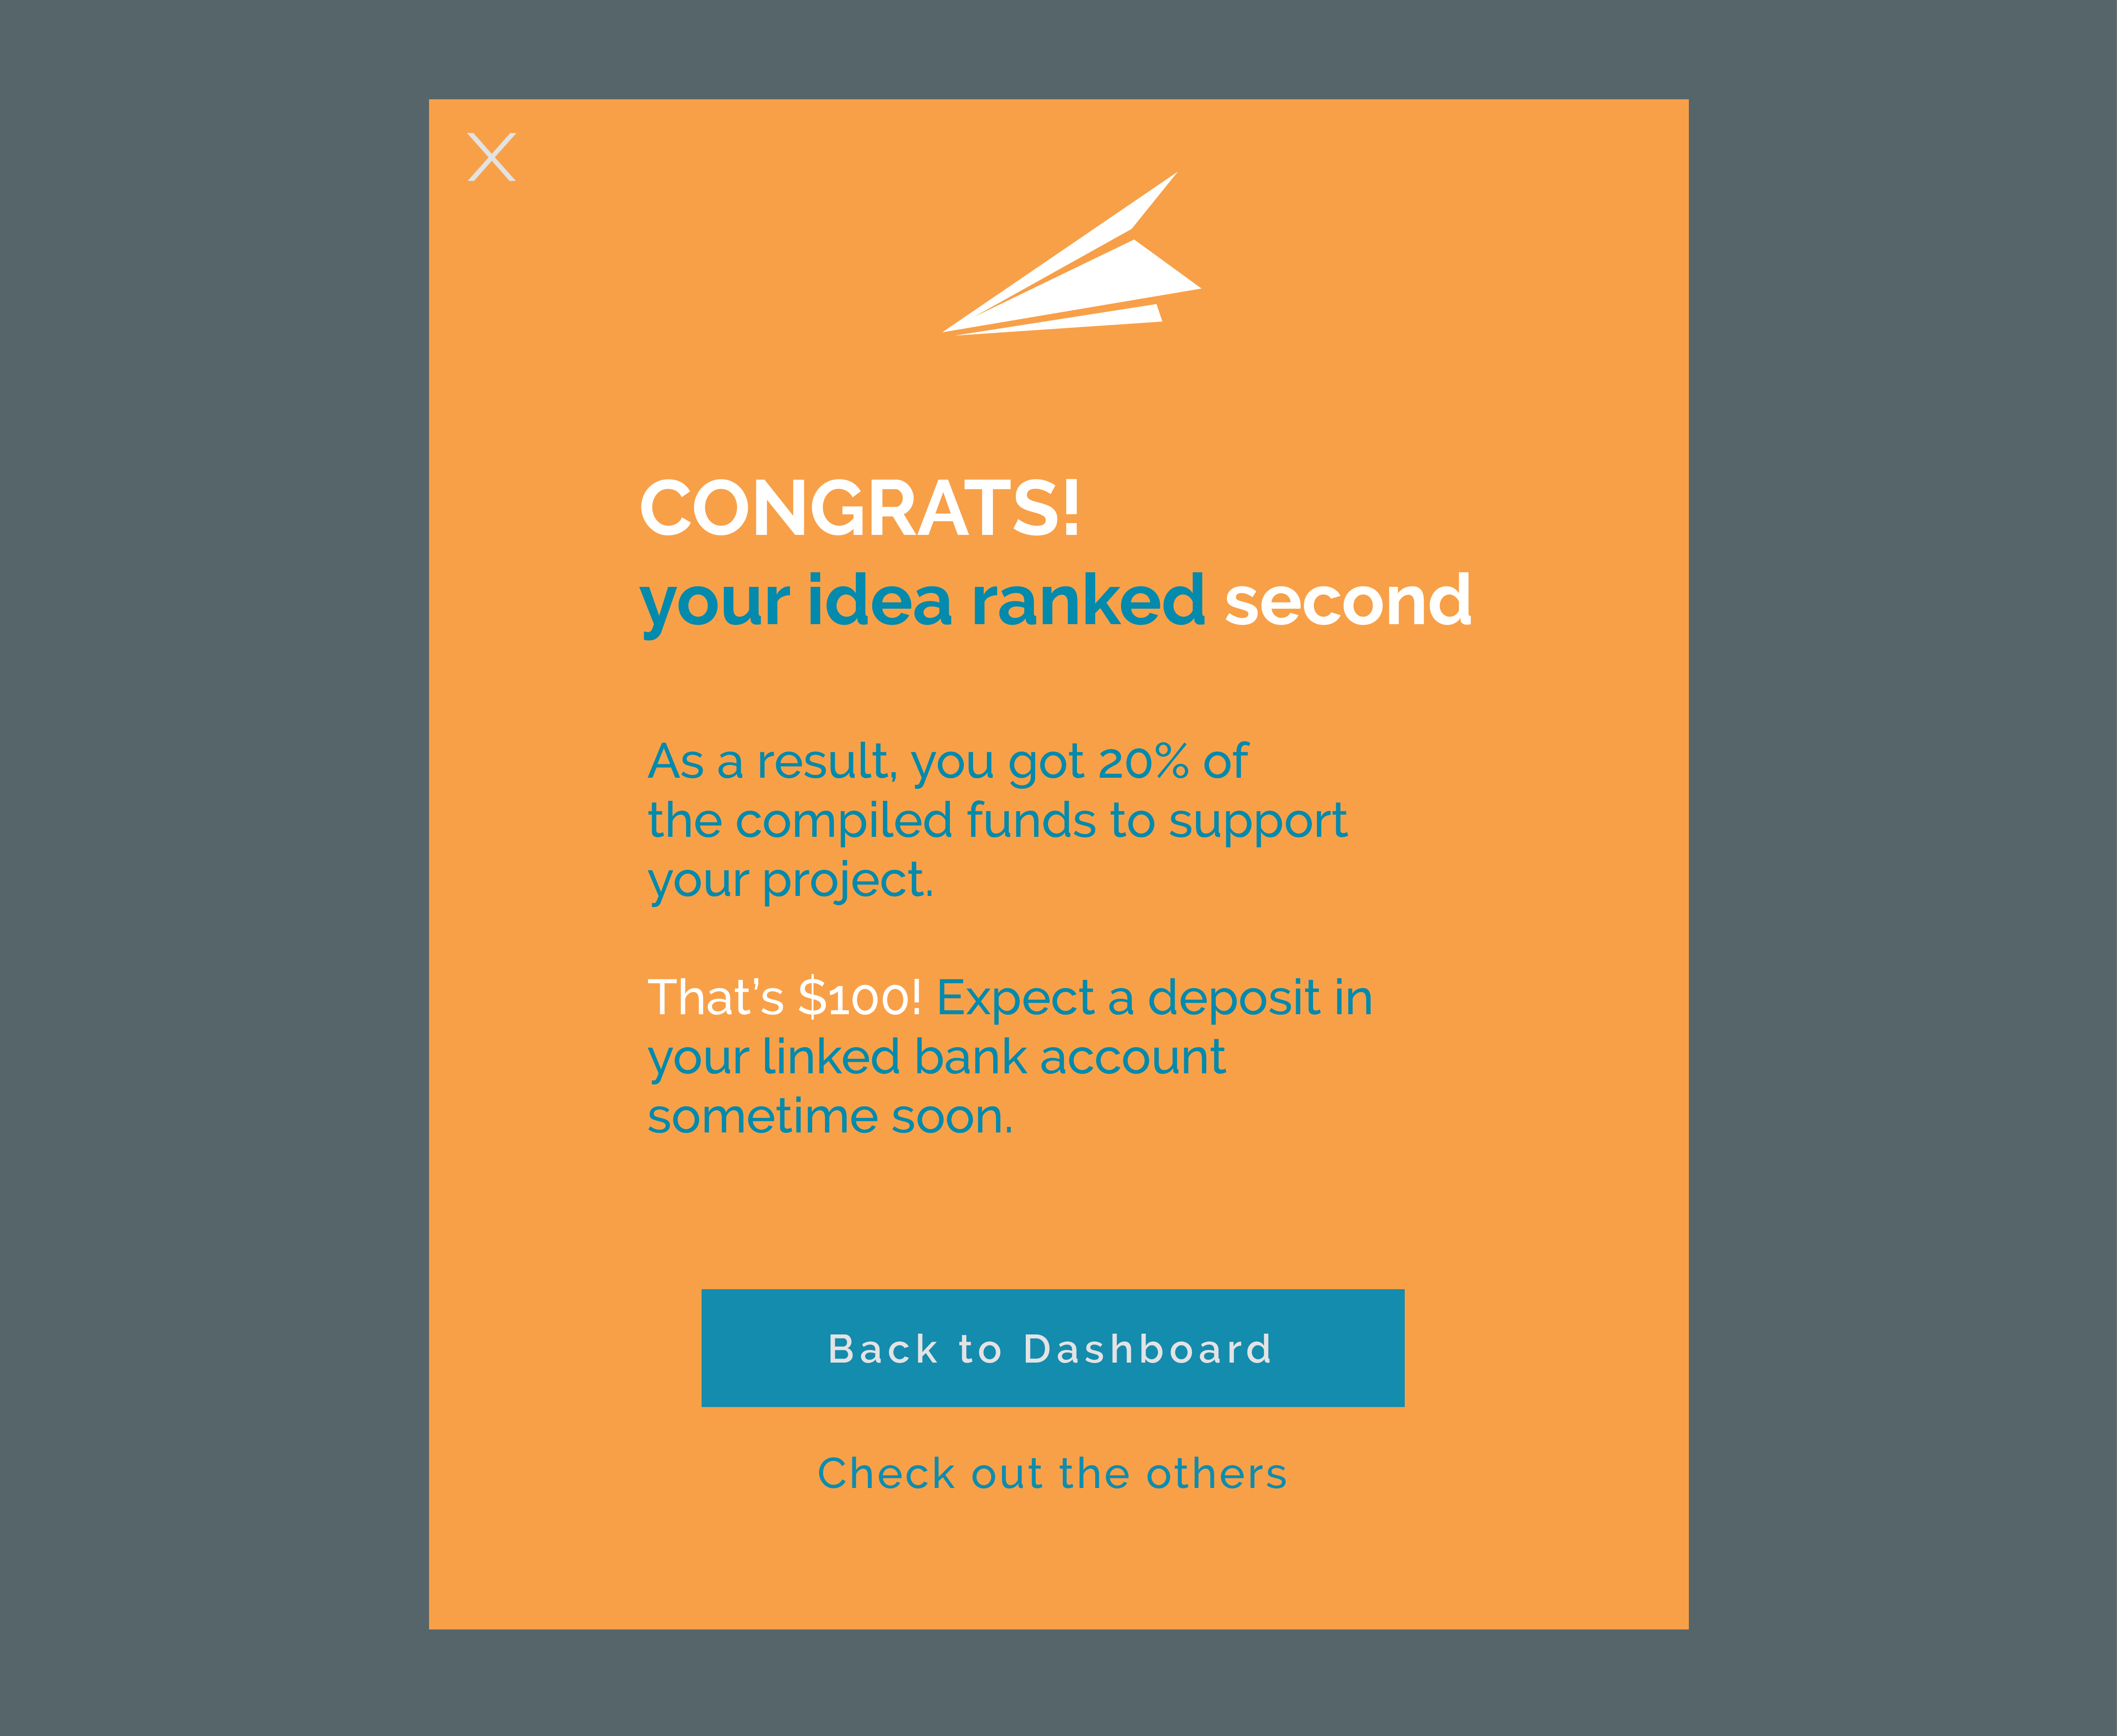 X
CONGRATS!
your idea ranked second
As a result, you got 20% of
the compiled funds to support
your project.
That's $100! Expect a deposit in
your linked bank account
sometime soon.
Back to Dashboard
Check out the others